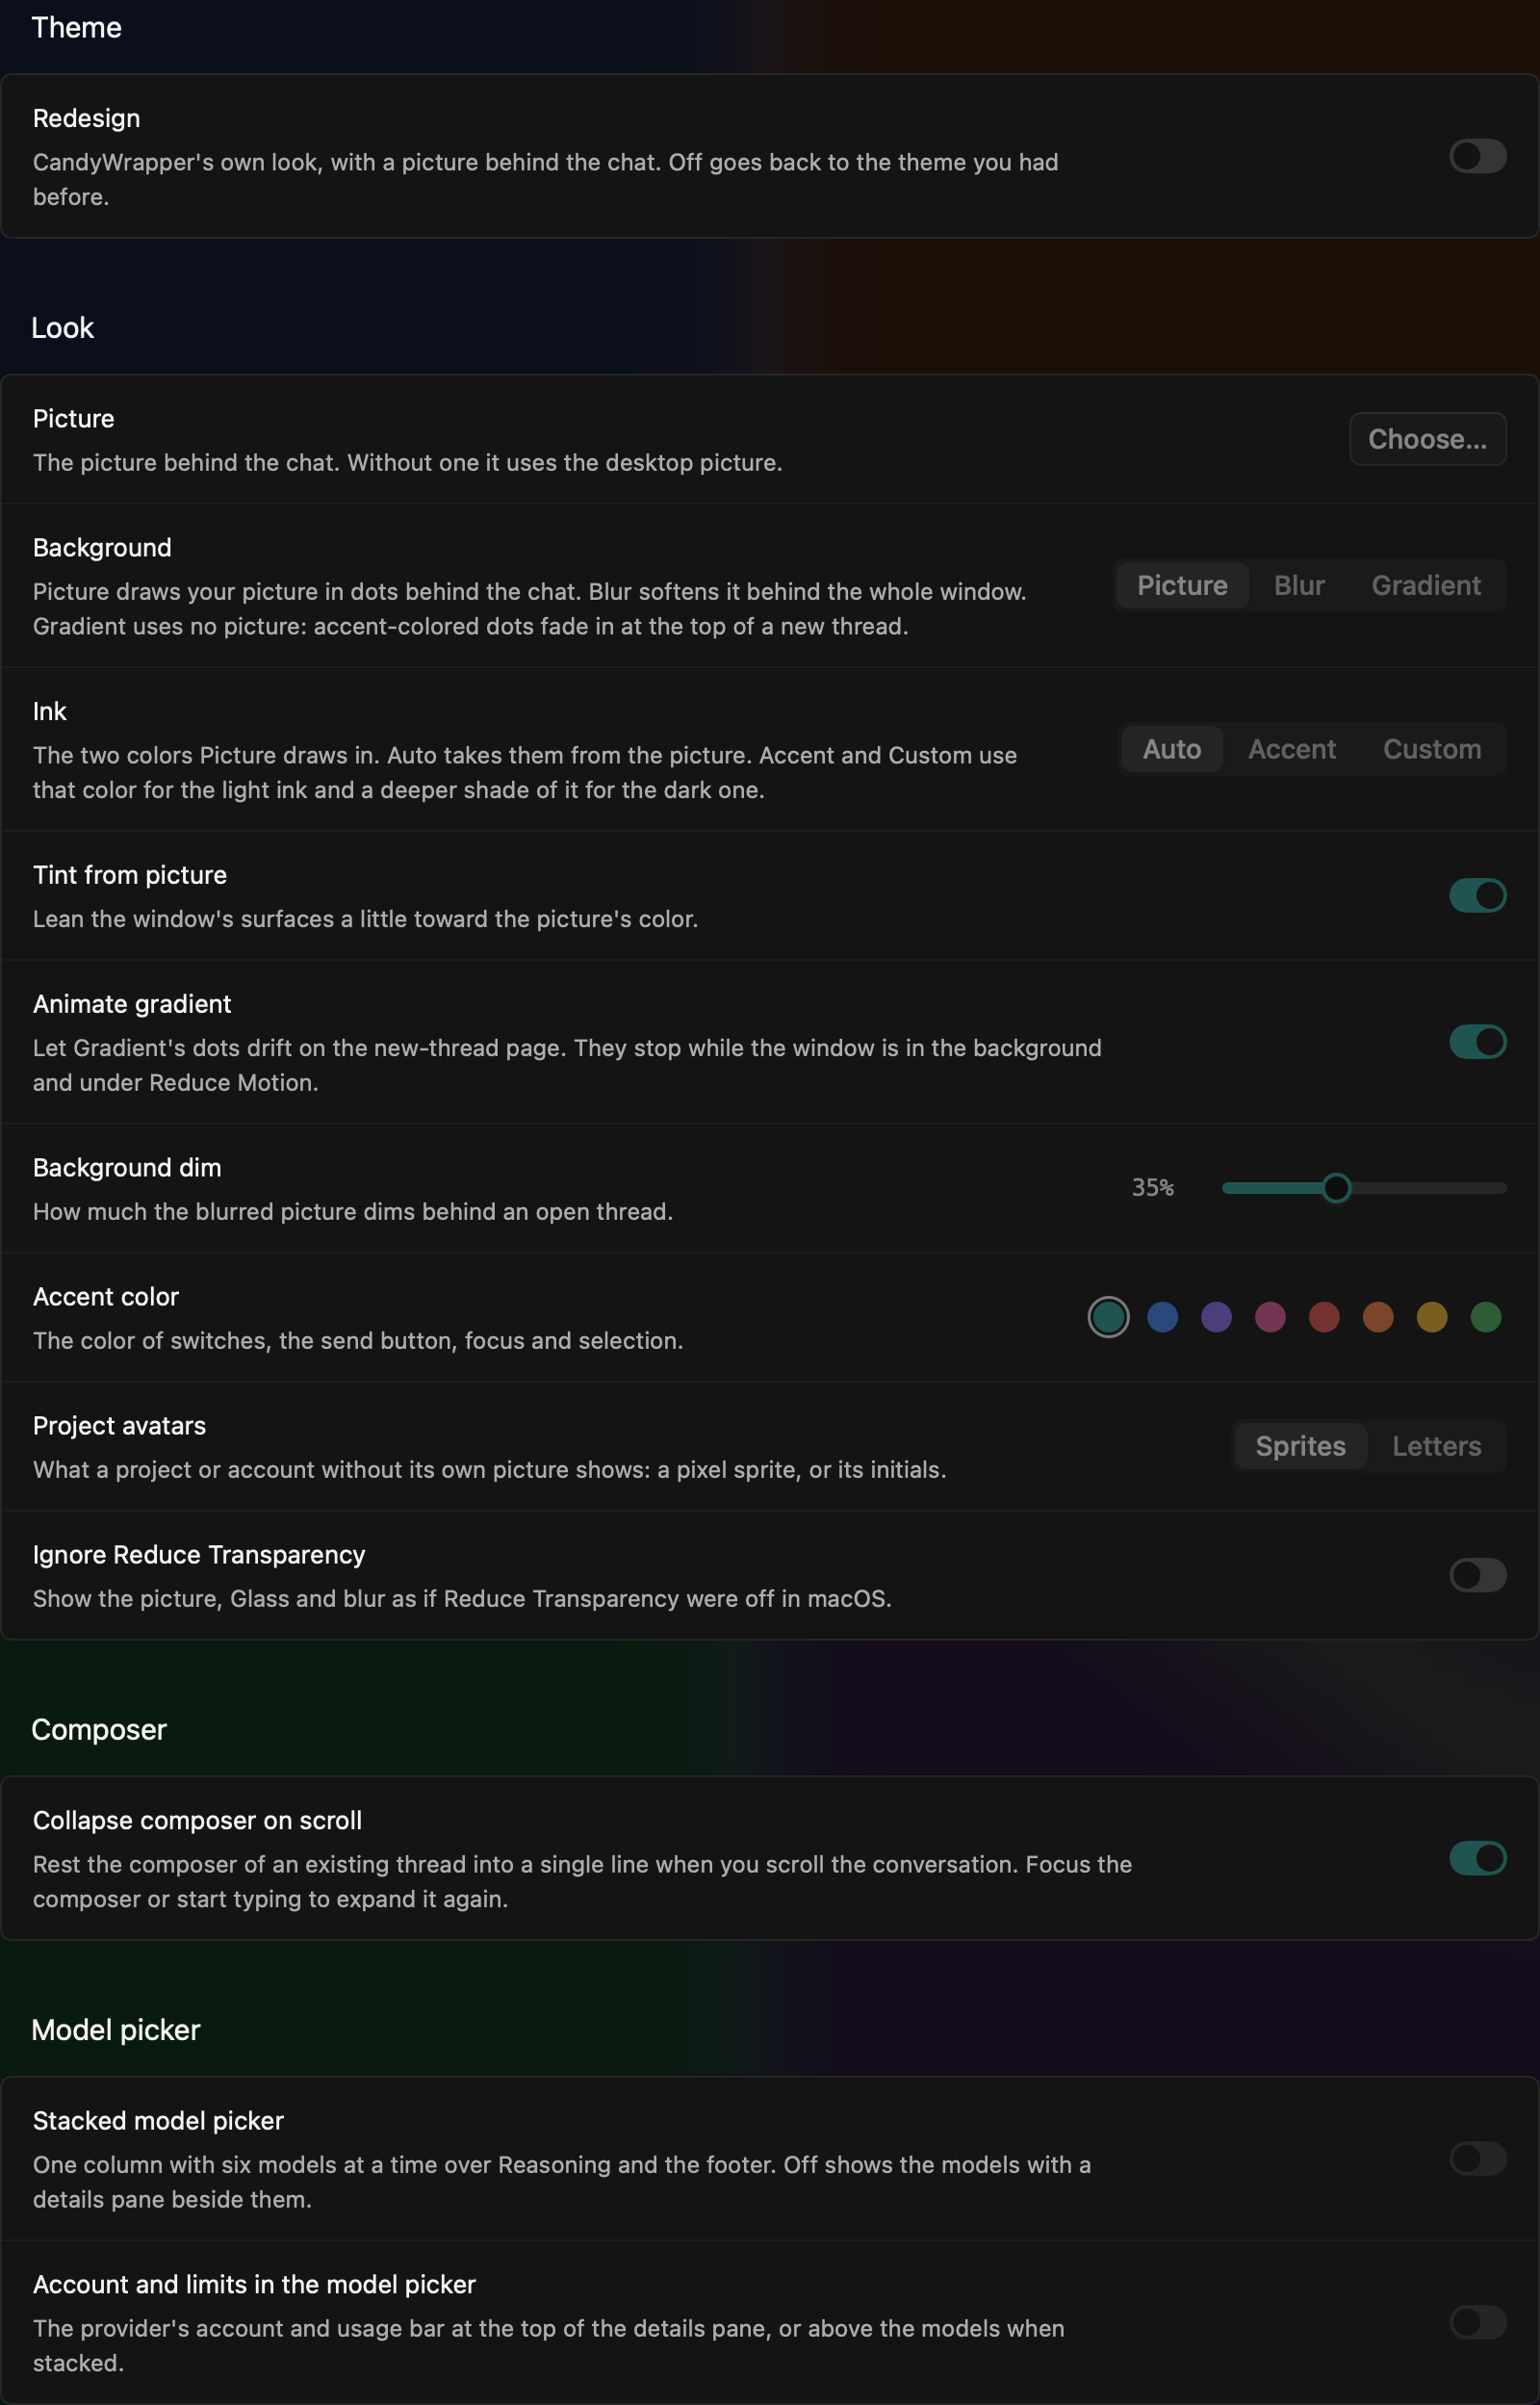 Theme
Redesign
CandyWrapper's own look, with a picture behind the chat. Off goes back to the theme you had
before.
Look
Picture
The picture behind the chat. Without one it uses the desktop picture.
Choose...
Background
Picture draws your picture in dots behind the chat. Blur softens it behind the whole window.
Gradient uses no picture: accent-colored dots fade in at the top of a new thread.
Picture Blur Gradient
Ink
The two colors Picture draws in. Auto takes them from the picture. Accent and Custom use
that color for the light ink and a deeper shade of it for the dark one.
Auto Accent Custom
Tint from picture
Lean the window's surfaces a little toward the picture's color.
Animate gradient
Let Gradient's dots drift on the new-thread page. They stop while the window is in the background
and under Reduce Motion.
Background dim
How much the blurred picture dims behind an open thread.
35%
Accent color
The color of switches, the send button, focus and selection.
Project avatars
What a project or account without its own picture shows: a pixel sprite, or its initials.
Sprites Letters
Ignore Reduce Transparency
Show the picture, Glass and blur as if Reduce Transparency were off in macOS.
Composer
Collapse composer on scroll
Rest the composer of an existing thread into a single line when you scroll the conversation. Focus the
composer or start typing to expand it again.
Model picker
Stacked model picker
One column with six models at a time over Reasoning and the footer. Off shows the models with a
details pane beside them.
Account and limits in the model picker
The provider's account and usage bar at the top of the details pane, or above the models when
stacked.